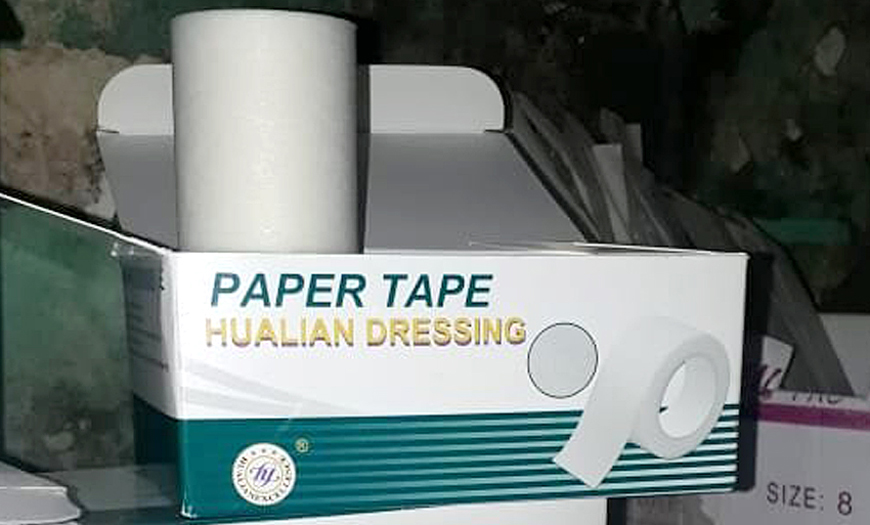 PAPER TAPE
HUALIAN DRESSING
®
SIZE: 8